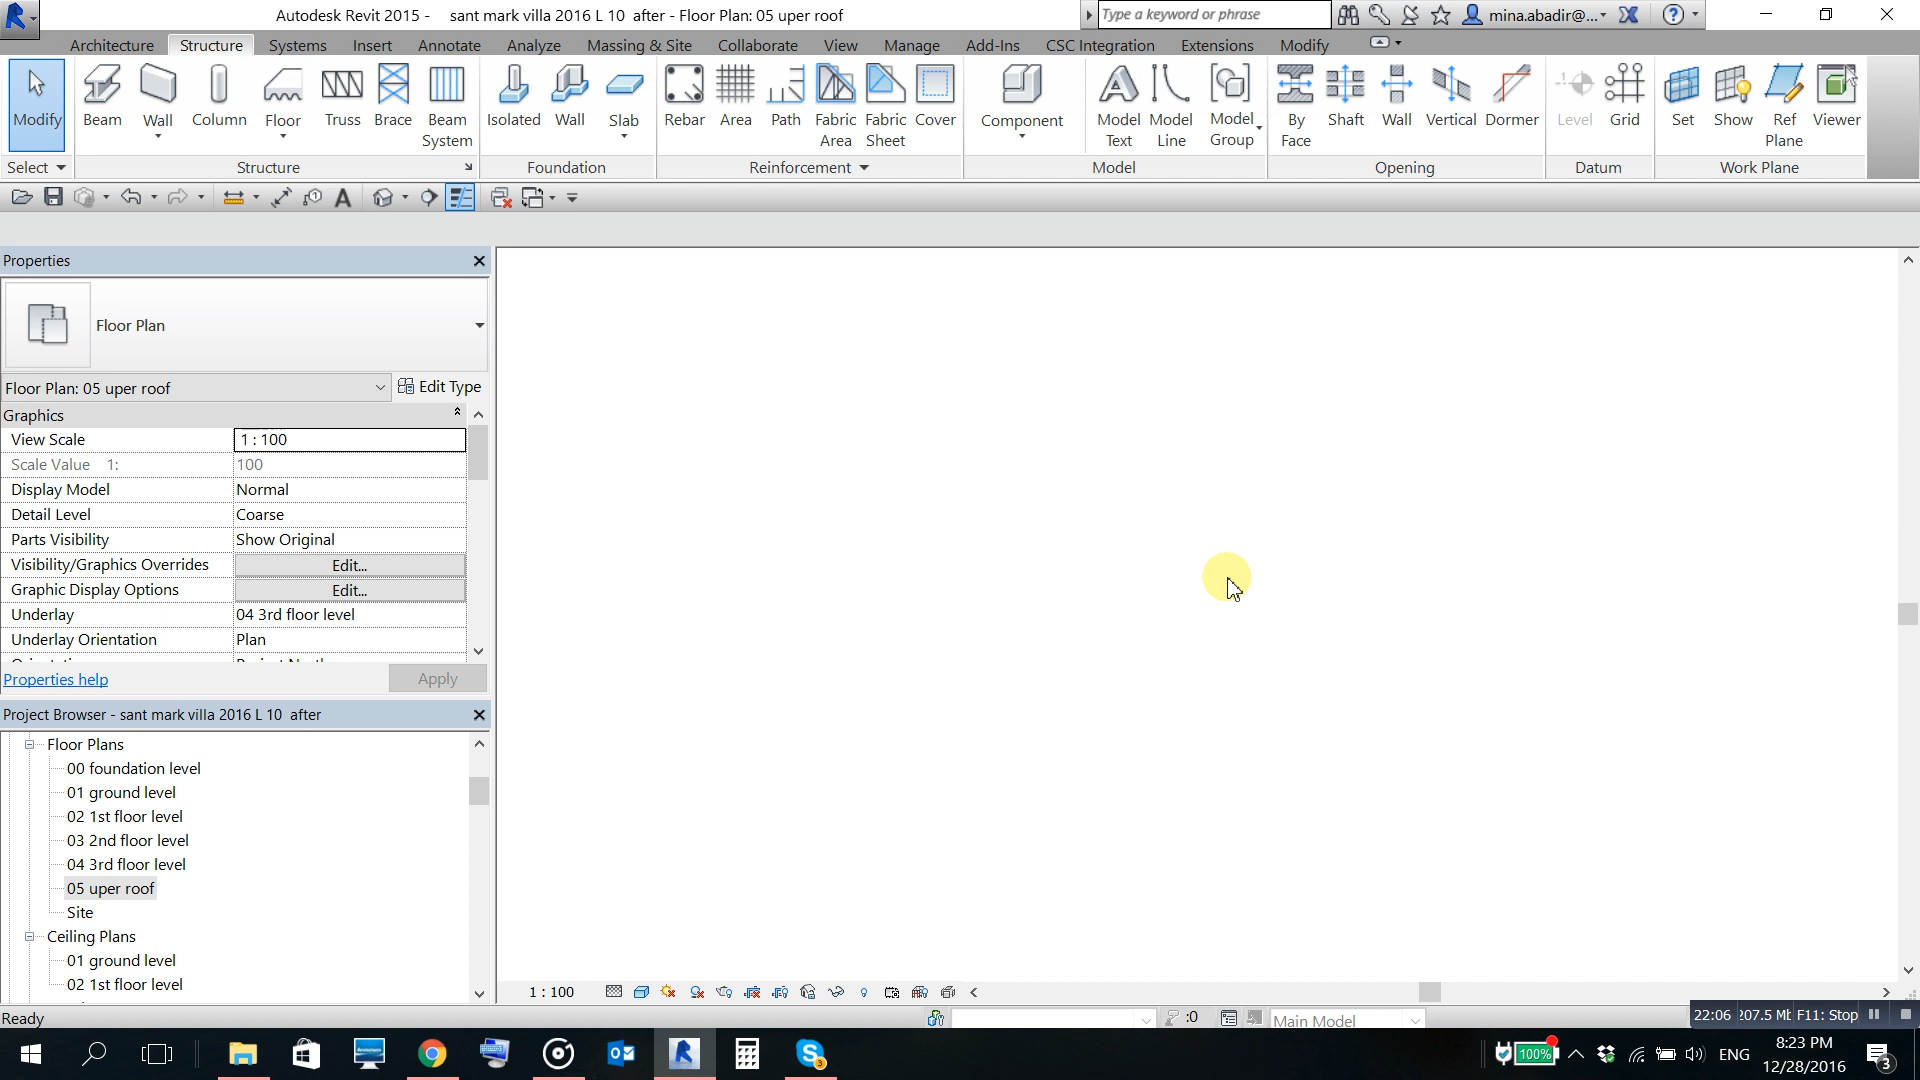 Autodesk Revit 2015 - sant mark villa 2016 L 10 after - Floor Plan: 05 uper roof
Type a keyword or phrase
mina.abadir@...
Architecture Structure Systems Insert Annotate Analyze Massing & Site Collaborate View Manage Add-Ins CSC Integration Extensions Modify
Modify Beam Wall Column Floor Truss Brace Beam System Isolated Wall Slab Rebar Area Path Fabric Area Fabric Sheet Cover Component Model Text Model Line Model Group By Face Shaft Wall Vertical Dormer Level Grid Set Show Ref Plane Viewer
Select Structure Foundation Reinforcement Model Opening Datum Work Plane
Properties
Floor Plan
Floor Plan: 05 uper roof Edit Type
Graphics
View Scale 1 : 100
Scale Value 1: 100
Display Model Normal
Detail Level Coarse
Parts Visibility Show Original
Visibility/Graphics Overrides Edit...
Graphic Display Options Edit...
Underlay 04 3rd floor level
Underlay Orientation Plan
Properties help Apply
Project Browser - sant mark villa 2016 L 10 after
Floor Plans
00 foundation level
01 ground level
02 1st floor level
03 2nd floor level
04 3rd floor level
05 uper roof
Site
Ceiling Plans
01 ground level
02 1st floor level
1 : 100
Ready
:0
Main Model
22:06 207.5 Mt F11: Stop
100%
ENG
8:23 PM
12/28/2016
3
3